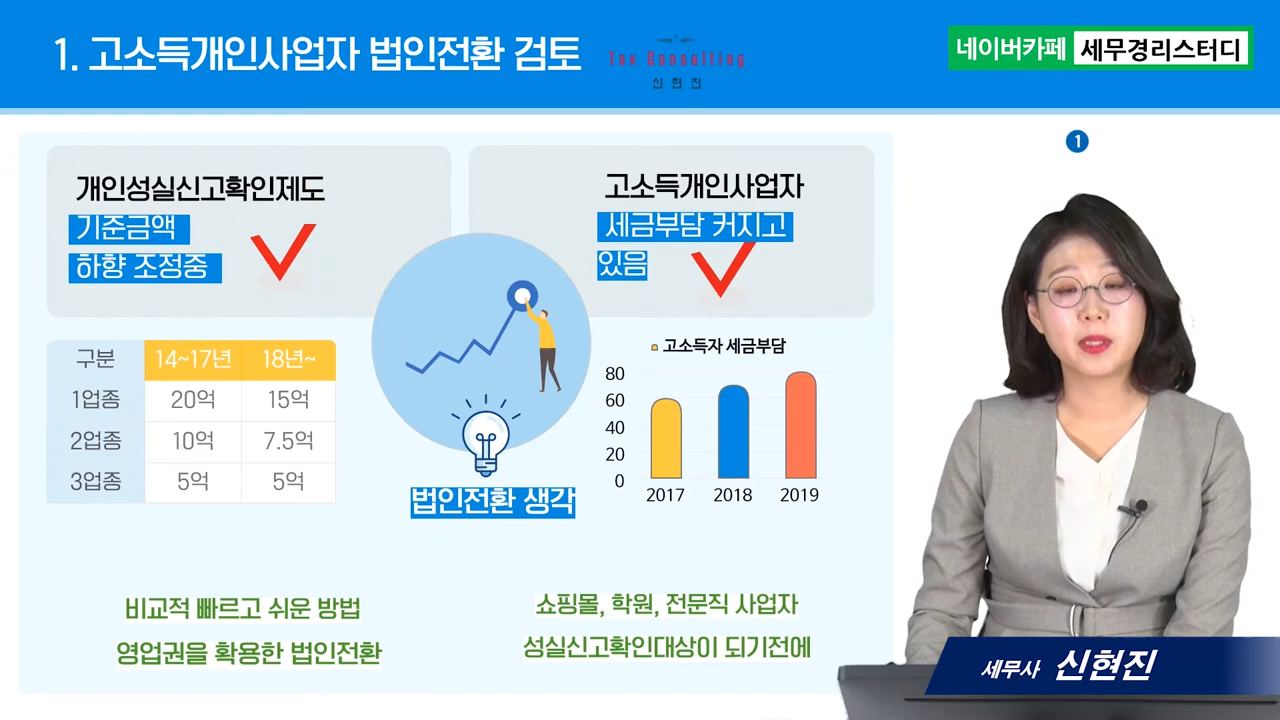 1. 고소득개인사업자 법인전환 검토
Tax Consulting
신 현 진
네이버카페 세무경리스터디
1
개인성실신고확인제도
기준금액
하향 조정중
고소득개인사업자
세금부담 커지고
있음
구분 14~17년 18년~
1업종 20억 15억
2업종 10억 7.5억
3업종 5억 5억
법인전환 생각
고소득자 세금부담
80
60
40
20
0
2017 2018 2019
비교적 빠르고 쉬운 방법
영업권을 확용한 법인전환
쇼핑몰, 학원, 전문직 사업자
성실신고확인대상이 되기전에
세무사 신현진